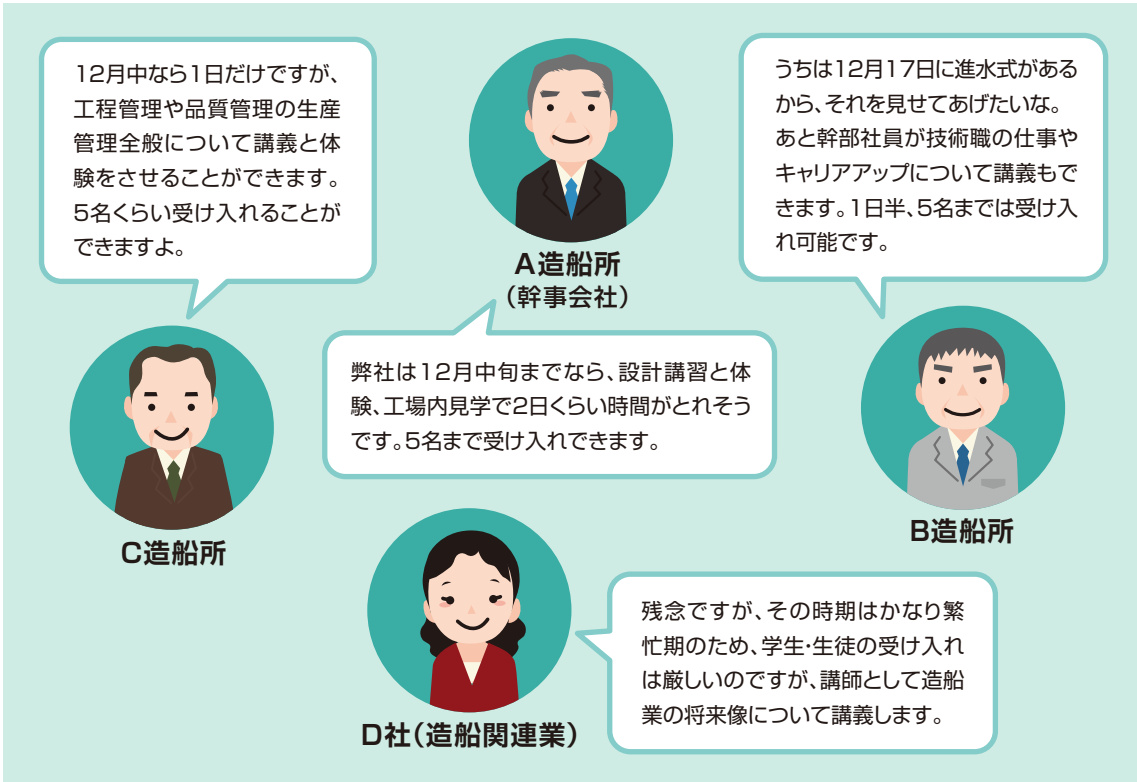 12月中なら1日だけですが、
工程管理や品質管理の生産
管理全般について講義と体
験をさせることができます。
5名くらい受け入れることが
できますよ。
C造船所
A造船所
（幹事会社）
弊社は12月中旬までなら、設計講習と体
験、工場内見学で2日くらい時間がとれそう
です。5名まで受け入れできます。
うちは12月17日に進水式がある
から、それを見せてあげたいな。
あと幹部社員が技術職の仕事や
キャリアアップについて講義もで
きます。1日半、5名までは受け入
れ可能です。
B造船所
D社（造船関連業）
残念ですが、その時期はかなり繁
忙期のため、学生・生徒の受け入れ
は厳しいのですが、講師として造船
業の将来像について講義します。